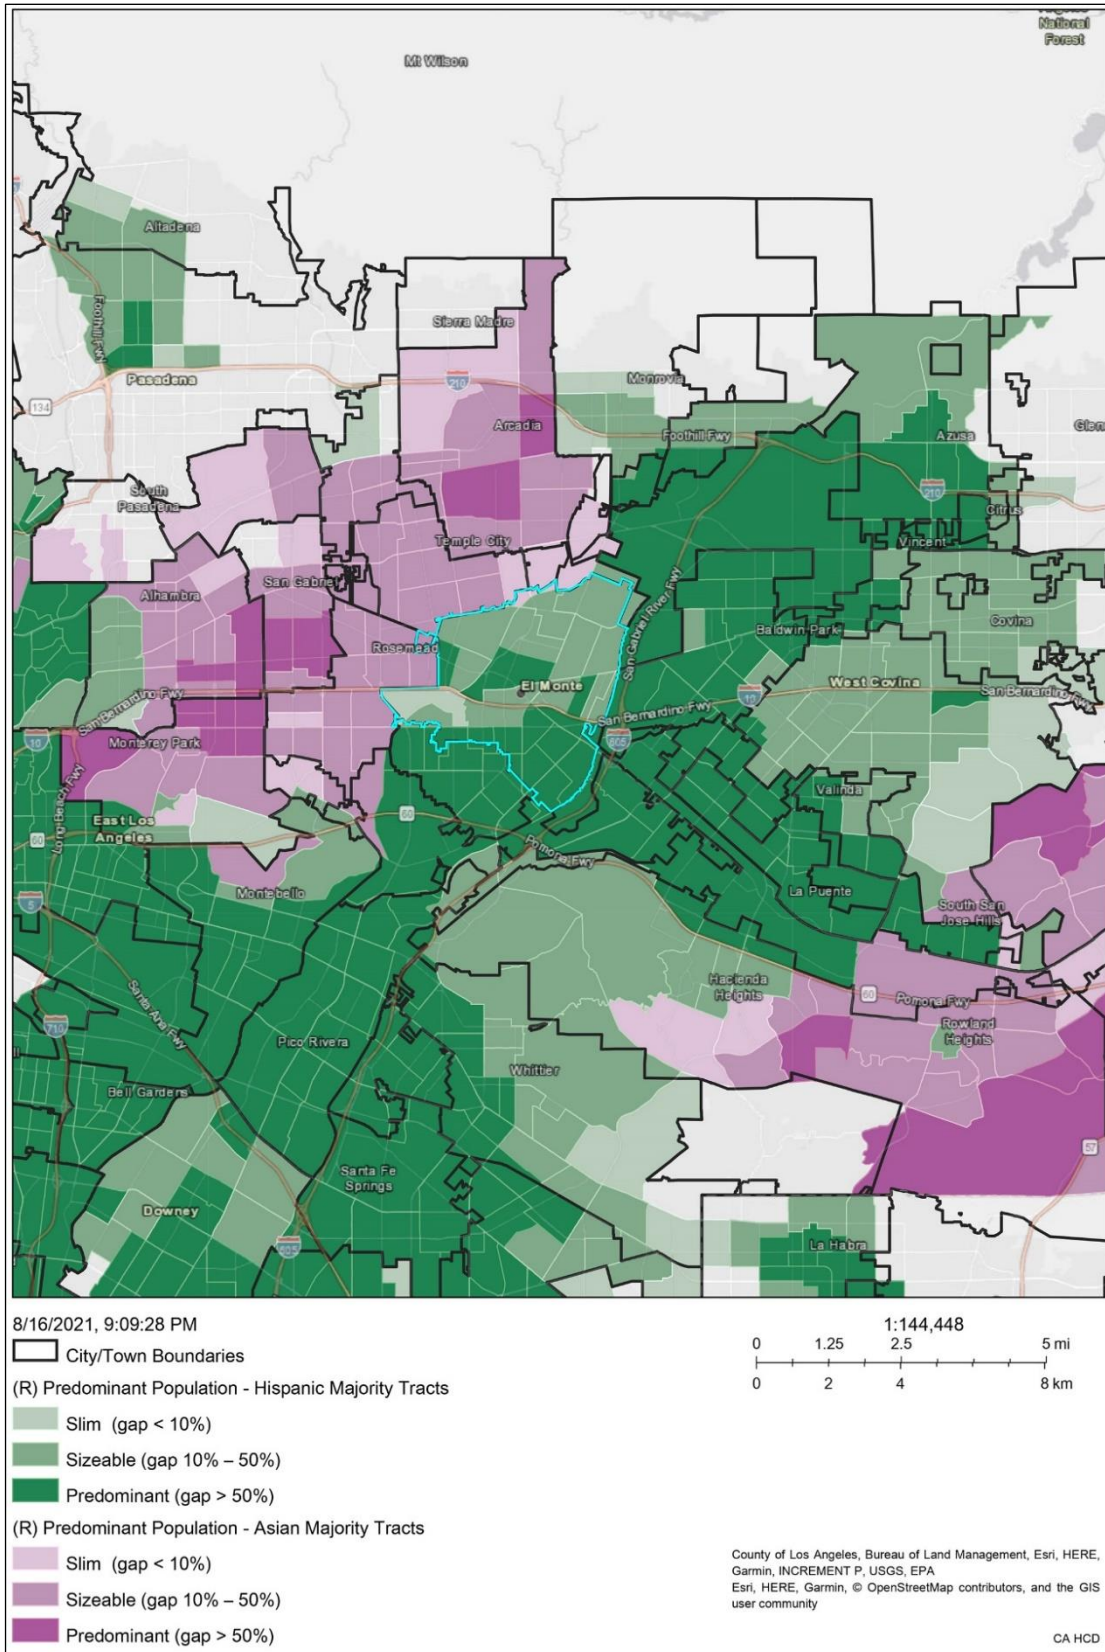 National
Forest
Mt Wilson
Altadena
Foothill Fwy
Sierra Madre
Pasadena
210
Monrovia
134
Arcadia
Foothill Fwy
Azusa
Glen
South
Pasadena
210
Citrus
Temple City
Vincent
San Gabriel
Alhambra
San Gabriel River Fwy
Baldwin Park
Covina
Rosemead
El Monte
West Covina
San Bernardino Fwy
10
San Bernardino Fwy
San Bernardino Fwy
10
Monterey Park
605
Long Beach Fwy
Valinda
East Los
Angeles
60
60
Pomona Fwy
Montebello
La Puente
5
South San
Jose Hills
Santa Ana Fwy
Hacienda
Heights
60
Pomona Fwy
710
Pico Rivera
Rowland
Heights
Whittier
Bell Gardens
57
Santa Fe
Springs
Downey
605
La Habra
8/16/2021, 9:09:28 PM
City/Town Boundaries
(R) Predominant Population - Hispanic Majority Tracts
Slim (gap < 10%)
Sizeable (gap 10% – 50%)
Predominant (gap > 50%)
(R) Predominant Population - Asian Majority Tracts
Slim (gap < 10%)
Sizeable (gap 10% – 50%)
Predominant (gap > 50%)
1:144,448
0 1.25 2.5 5 mi
0 2 4 8 km
County of Los Angeles, Bureau of Land Management, Esri, HERE,
Garmin, INCREMENT P, USGS, EPA
Esri, HERE, Garmin, © OpenStreetMap contributors, and the GIS
user community
CA HCD